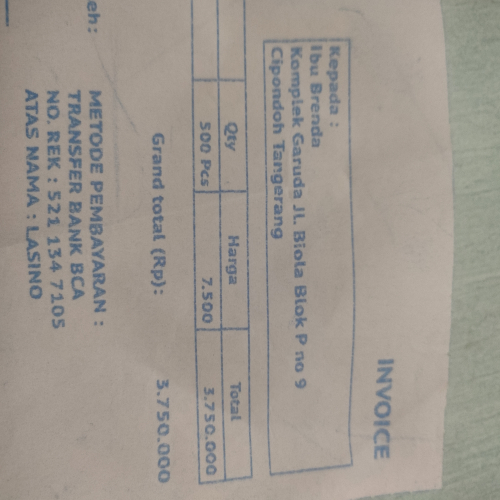 INVOICE
Kepada :
Ibu Brenda
Komplek Garuda JL. Biola Blok P no 9
Cipondoh Tangerang
Qty Harga Total
500 Pcs 7.500 3.750.000
Grand total (Rp): 3.750.000
eh:
METODE PEMBAYARAN :
TRANSFER BANK BCA
NO. REK : 521 134 7105
ATAS NAMA : LASINO